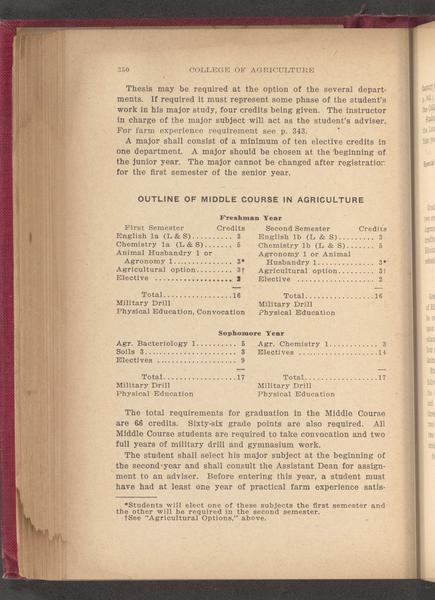 350 COLLEGE OF AGRICULTURE
Thesis may be required at the option of the several depart-
ments. If required it must represent some phase of the student's
work in his major study, four credits being given. The instructor
in charge of the major subject will act as the student's adviser.
For farm experience requirement see p. 343.
A major shall consist of a minimum of ten elective credits in
one department. A major should be chosen at the beginning of
the junior year. The major cannot be changed after registration
for the first semester of the senior year.
OUTLINE OF MIDDLE COURSE IN AGRICULTURE
Freshman Year
First Semester Credits Second Semester Credits
English 1a (L & S).......... 3 English 1b (L & S)......... 3
Chemistry 1a (L & S)....... 5 Chemistry 1b (L & S)....... 5
Animal Husbandry 1 or Agronomy 1 or Animal
Agronomy 1.............. 3* Husbandry 1.............. 3*
Agricultural option......... 3† Agricultural option......... 3†
Elective .................... 2 Elective .................... 2
Total.................16 Total.................16
Military Drill Military Drill
Physical Education, Convocation Physical Education
Sophomore Year
Agr. Bacteriology 1......... 5 Agr. Chemistry 1........... 3
Soils 3...................... 3 Electives ...................14
Electives ................... 9
Total.................17 Total.................17
Military Drill Military Drill
Physical Education Physical Education
The total requirements for graduation in the Middle Course
are 66 credits. Sixty-six grade points are also required. All
Middle Course students are required to take convocation and two
full years of military drill and gymnasium work.
The student shall select his major subject at the beginning of
the second year and shall consult the Assistant Dean for assign-
ment to an adviser. Before entering this year, a student must
have had at least one year of practical farm experience satis-
*Students will elect one of these subjects the first semester and
the other will be required in the second semester.
†See "Agricultural Options," above.